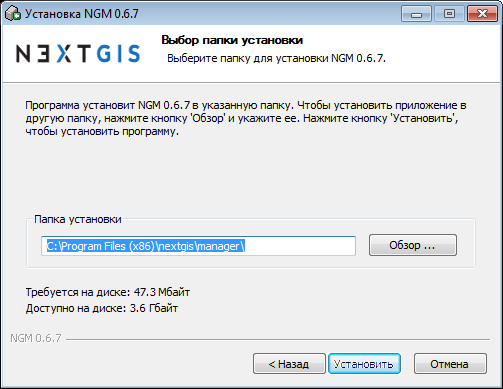 Установка NGM 0.6.7
NEXTGIS
Выбор папки установки
Выберите папку для установки NGM 0.6.7.
Программа установит NGM 0.6.7 в указанную папку. Чтобы установить приложение в
другую папку, нажмите кнопку 'Обзор' и укажите ее. Нажмите кнопку 'Установить',
чтобы установить программу.
Папка установки
C:\Program Files (x86)\nextgis\manager\
Обзор ...
Требуется на диске: 47.3 Мбайт
Доступно на диске: 3.6 Гбайт
NGM 0.6.7
< Назад
Установить
Отмена